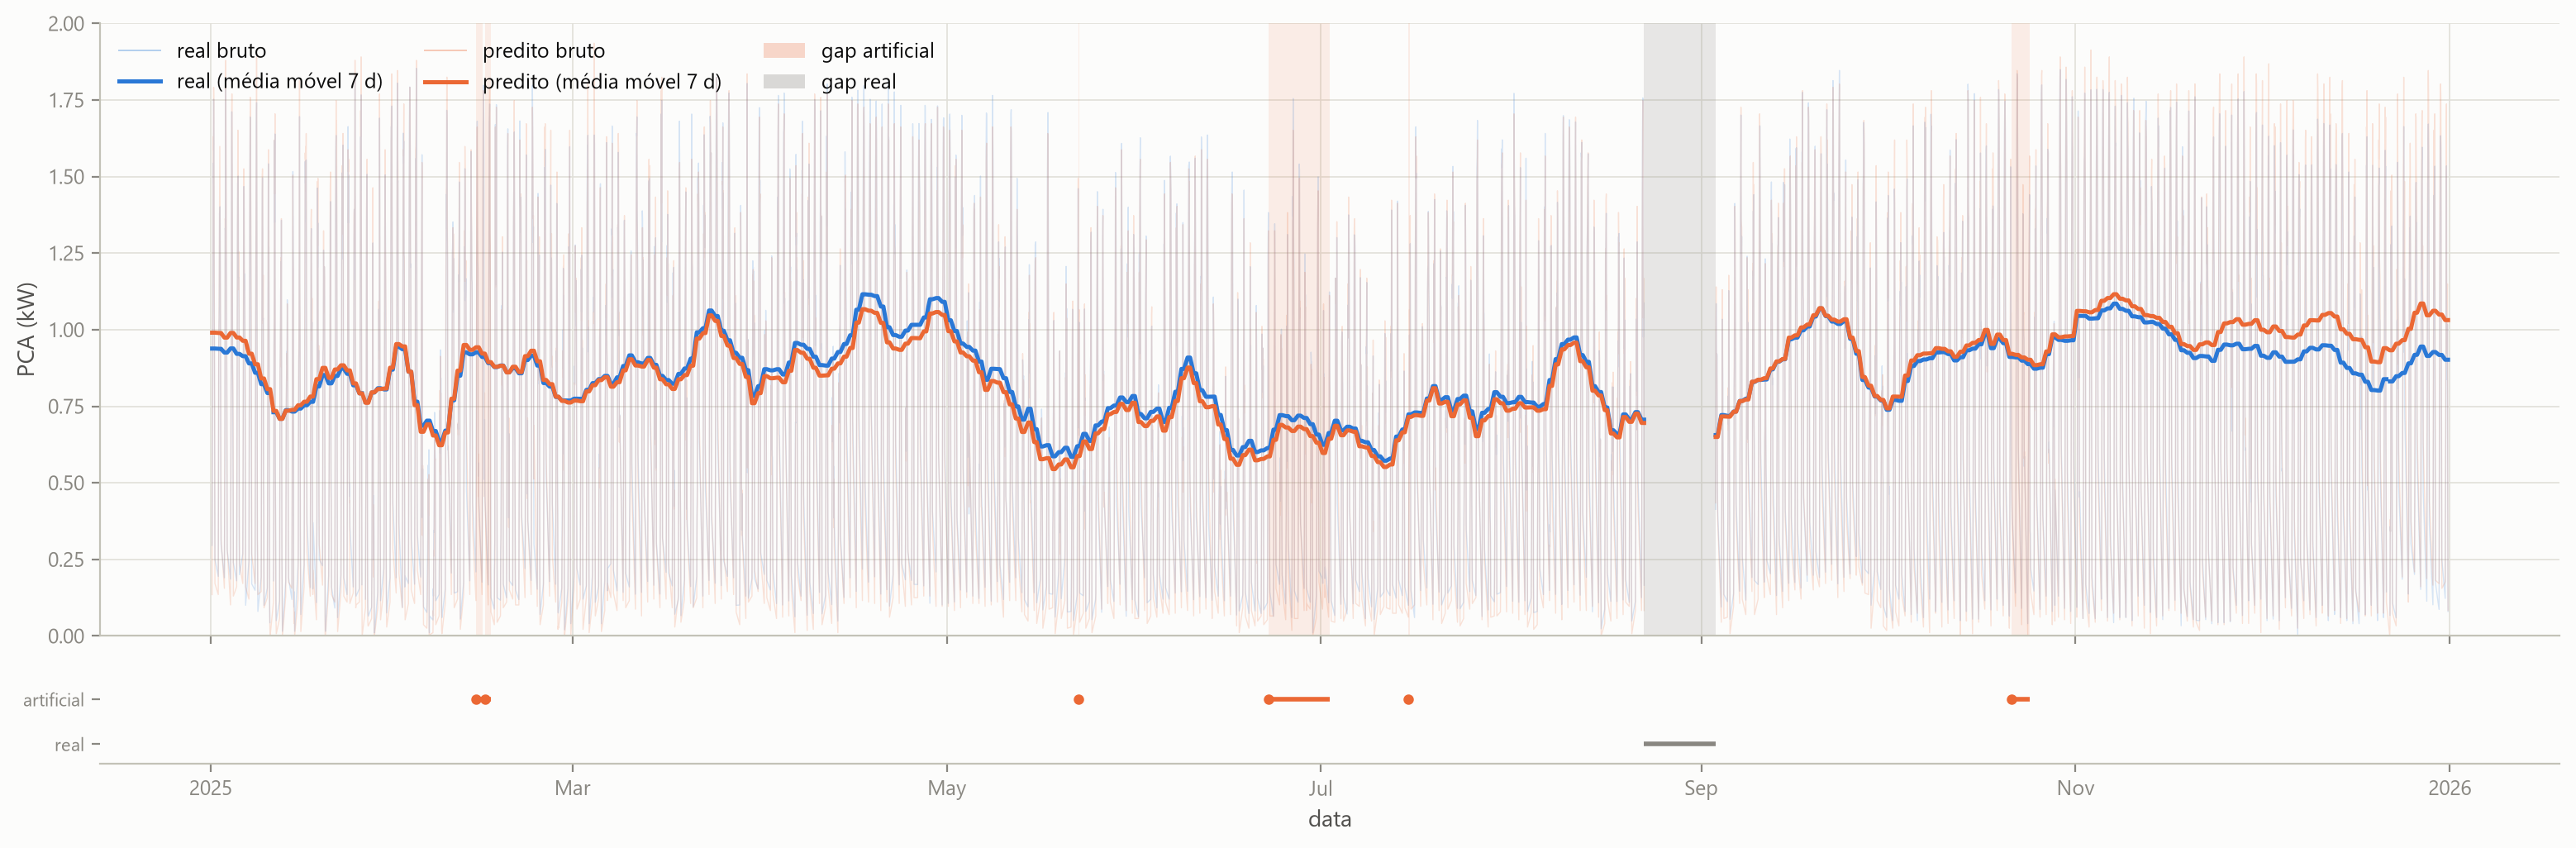 real bruto
real (média móvel 7 d)
predito bruto
predito (média móvel 7 d)
gap artificial
gap real
PCA (kW)
2.00
1.75
1.50
1.25
1.00
0.75
0.50
0.25
0.00
artificial
real
2025 Mar May Jul Sep Nov 2026
data